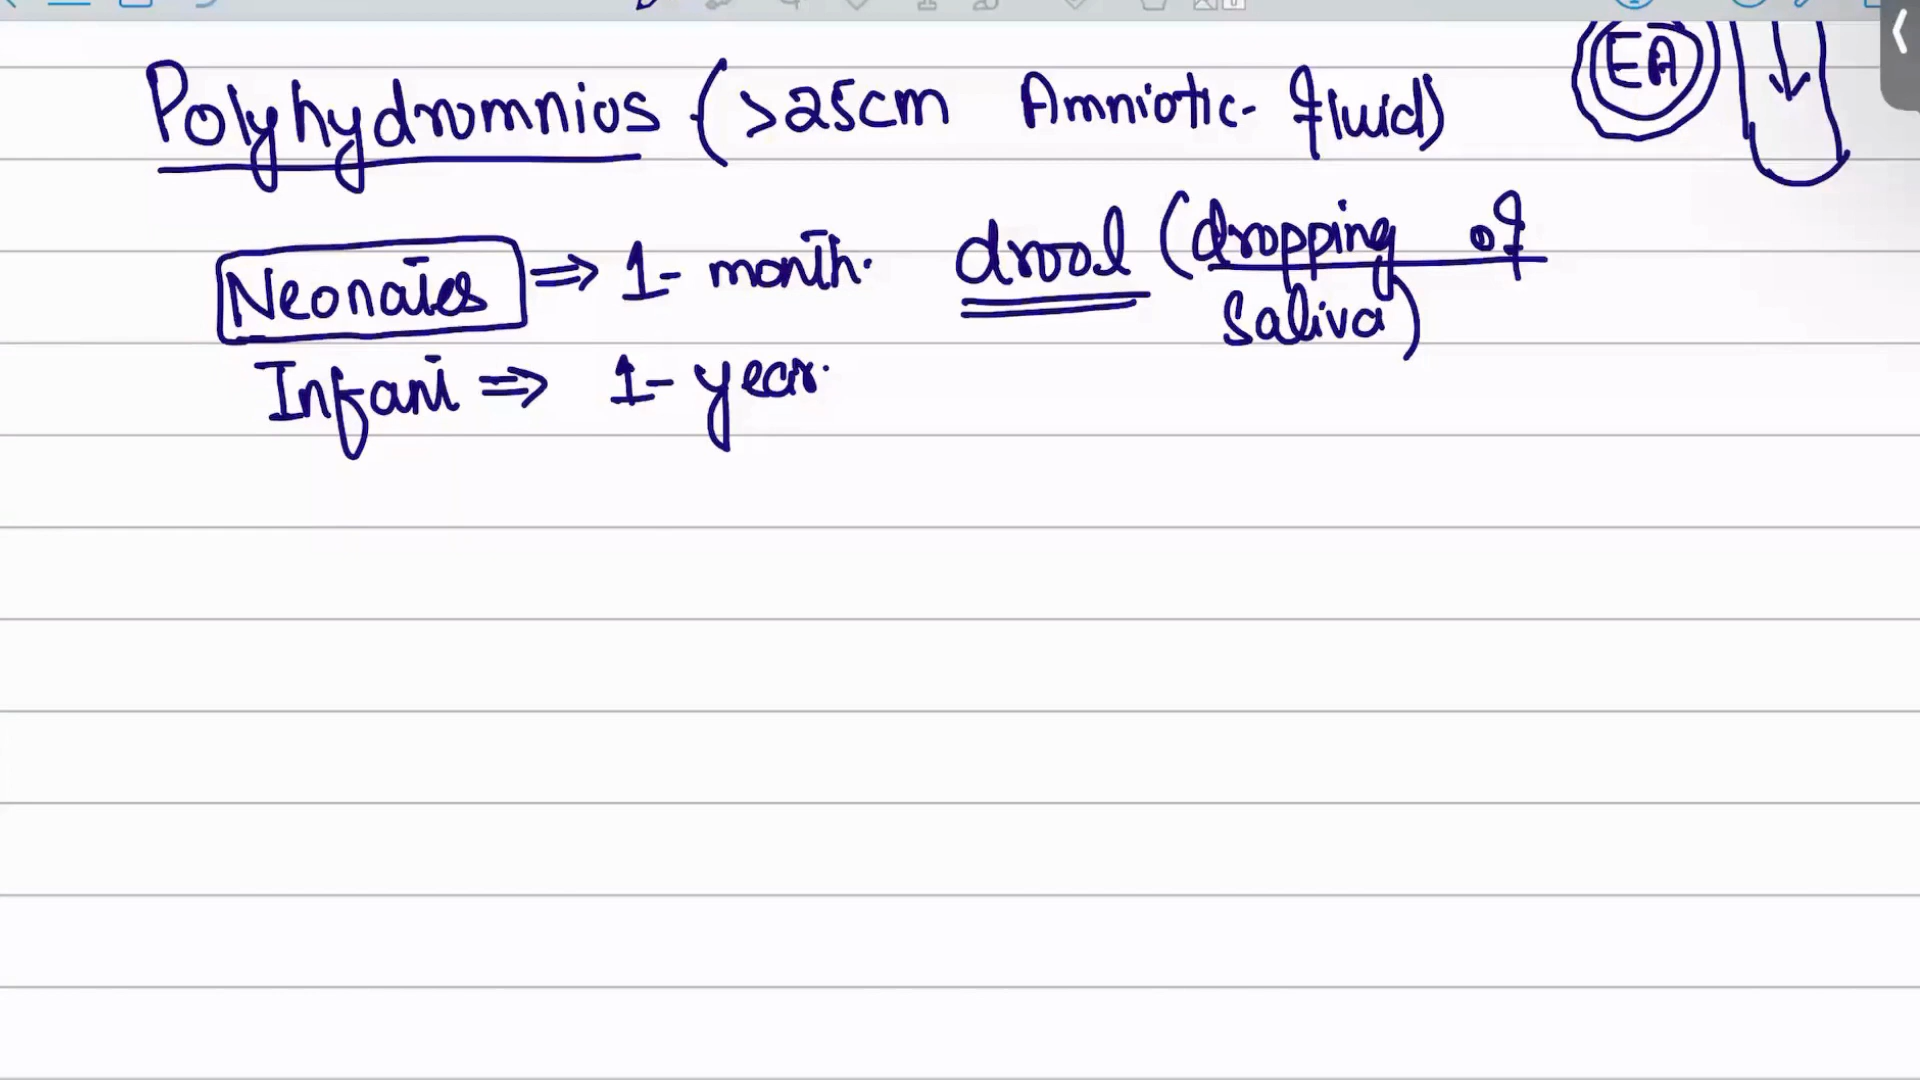 EA
Polyhydromnios (>25cm Amniotic fluid)
Neonates ⇒ 1- month. drool (dropping of saliva)
Infant ⇒ 1- year.